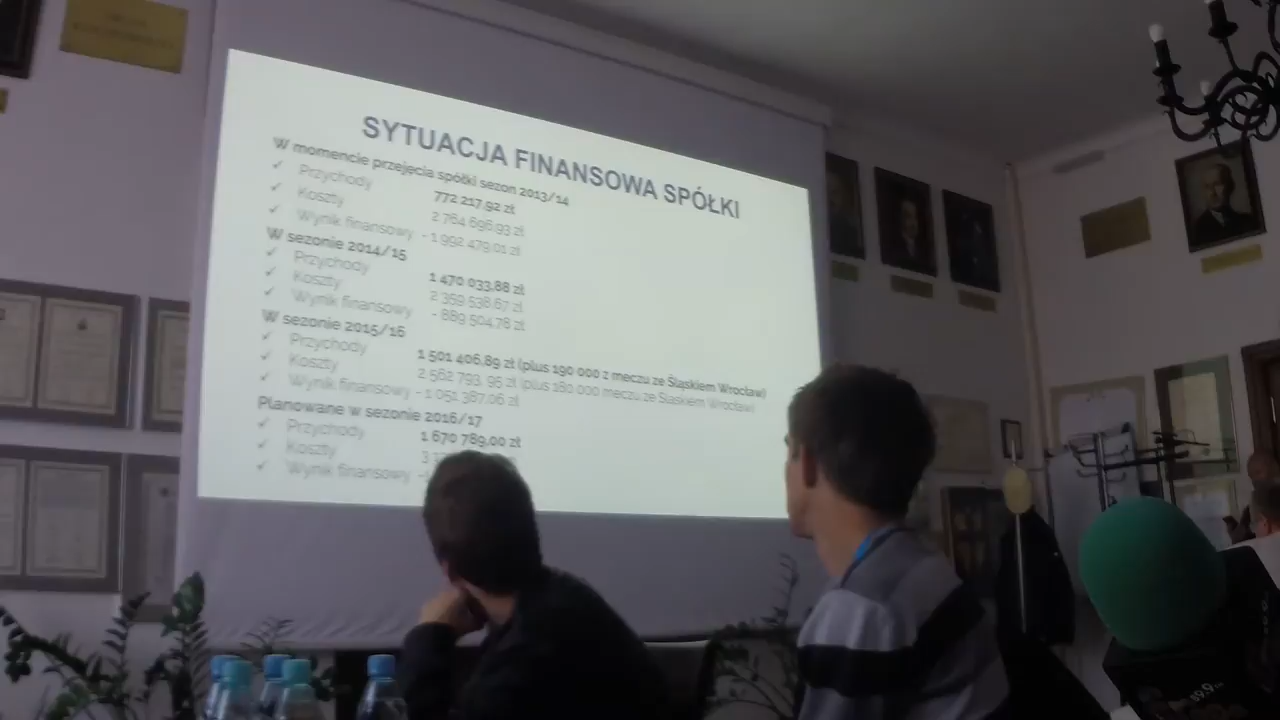 SYTUACJA FINANSOWA SPÓŁKI
W momencie przejęcia spółki sezon 2013/14
✓ Przychody 772 217,92 zł
✓ Koszty 2 764 696,93 zł
✓ Wynik finansowy - 1 992 479,01 zł
W sezonie 2014/15
✓ Przychody 1 470 033,88 zł
✓ Koszty 2 359 538,67 zł
✓ Wynik finansowy - 889 504,78 zł
W sezonie 2015/16
✓ Przychody 1 501 406,89 zł (plus 190 000 z meczu ze Śląskiem Wrocław)
✓ Koszty 2 562 793, 95 zł (plus 180 000 meczu ze Śląskiem Wrocław)
✓ Wynik finansowy - 1 051 387,06 zł
Planowane w sezonie 2016/17
✓ Przychody 1 670 789,00 zł
✓ Koszty 3
✓ Wynik finansowy -